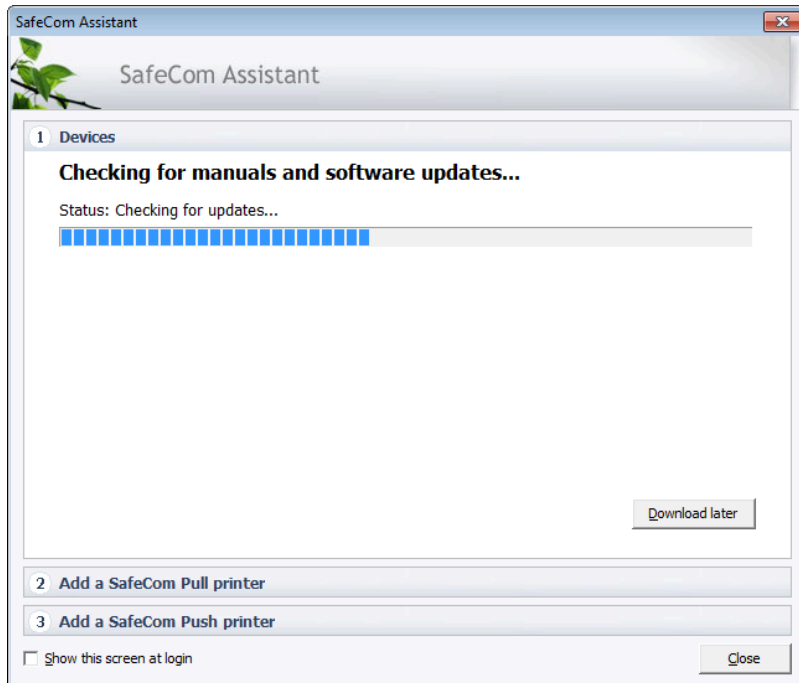 SafeCom Assistant
SafeCom Assistant
1 Devices
Checking for manuals and software updates...
Status: Checking for updates...
Download later
2 Add a SafeCom Pull printer
3 Add a SafeCom Push printer
Show this screen at login
Close